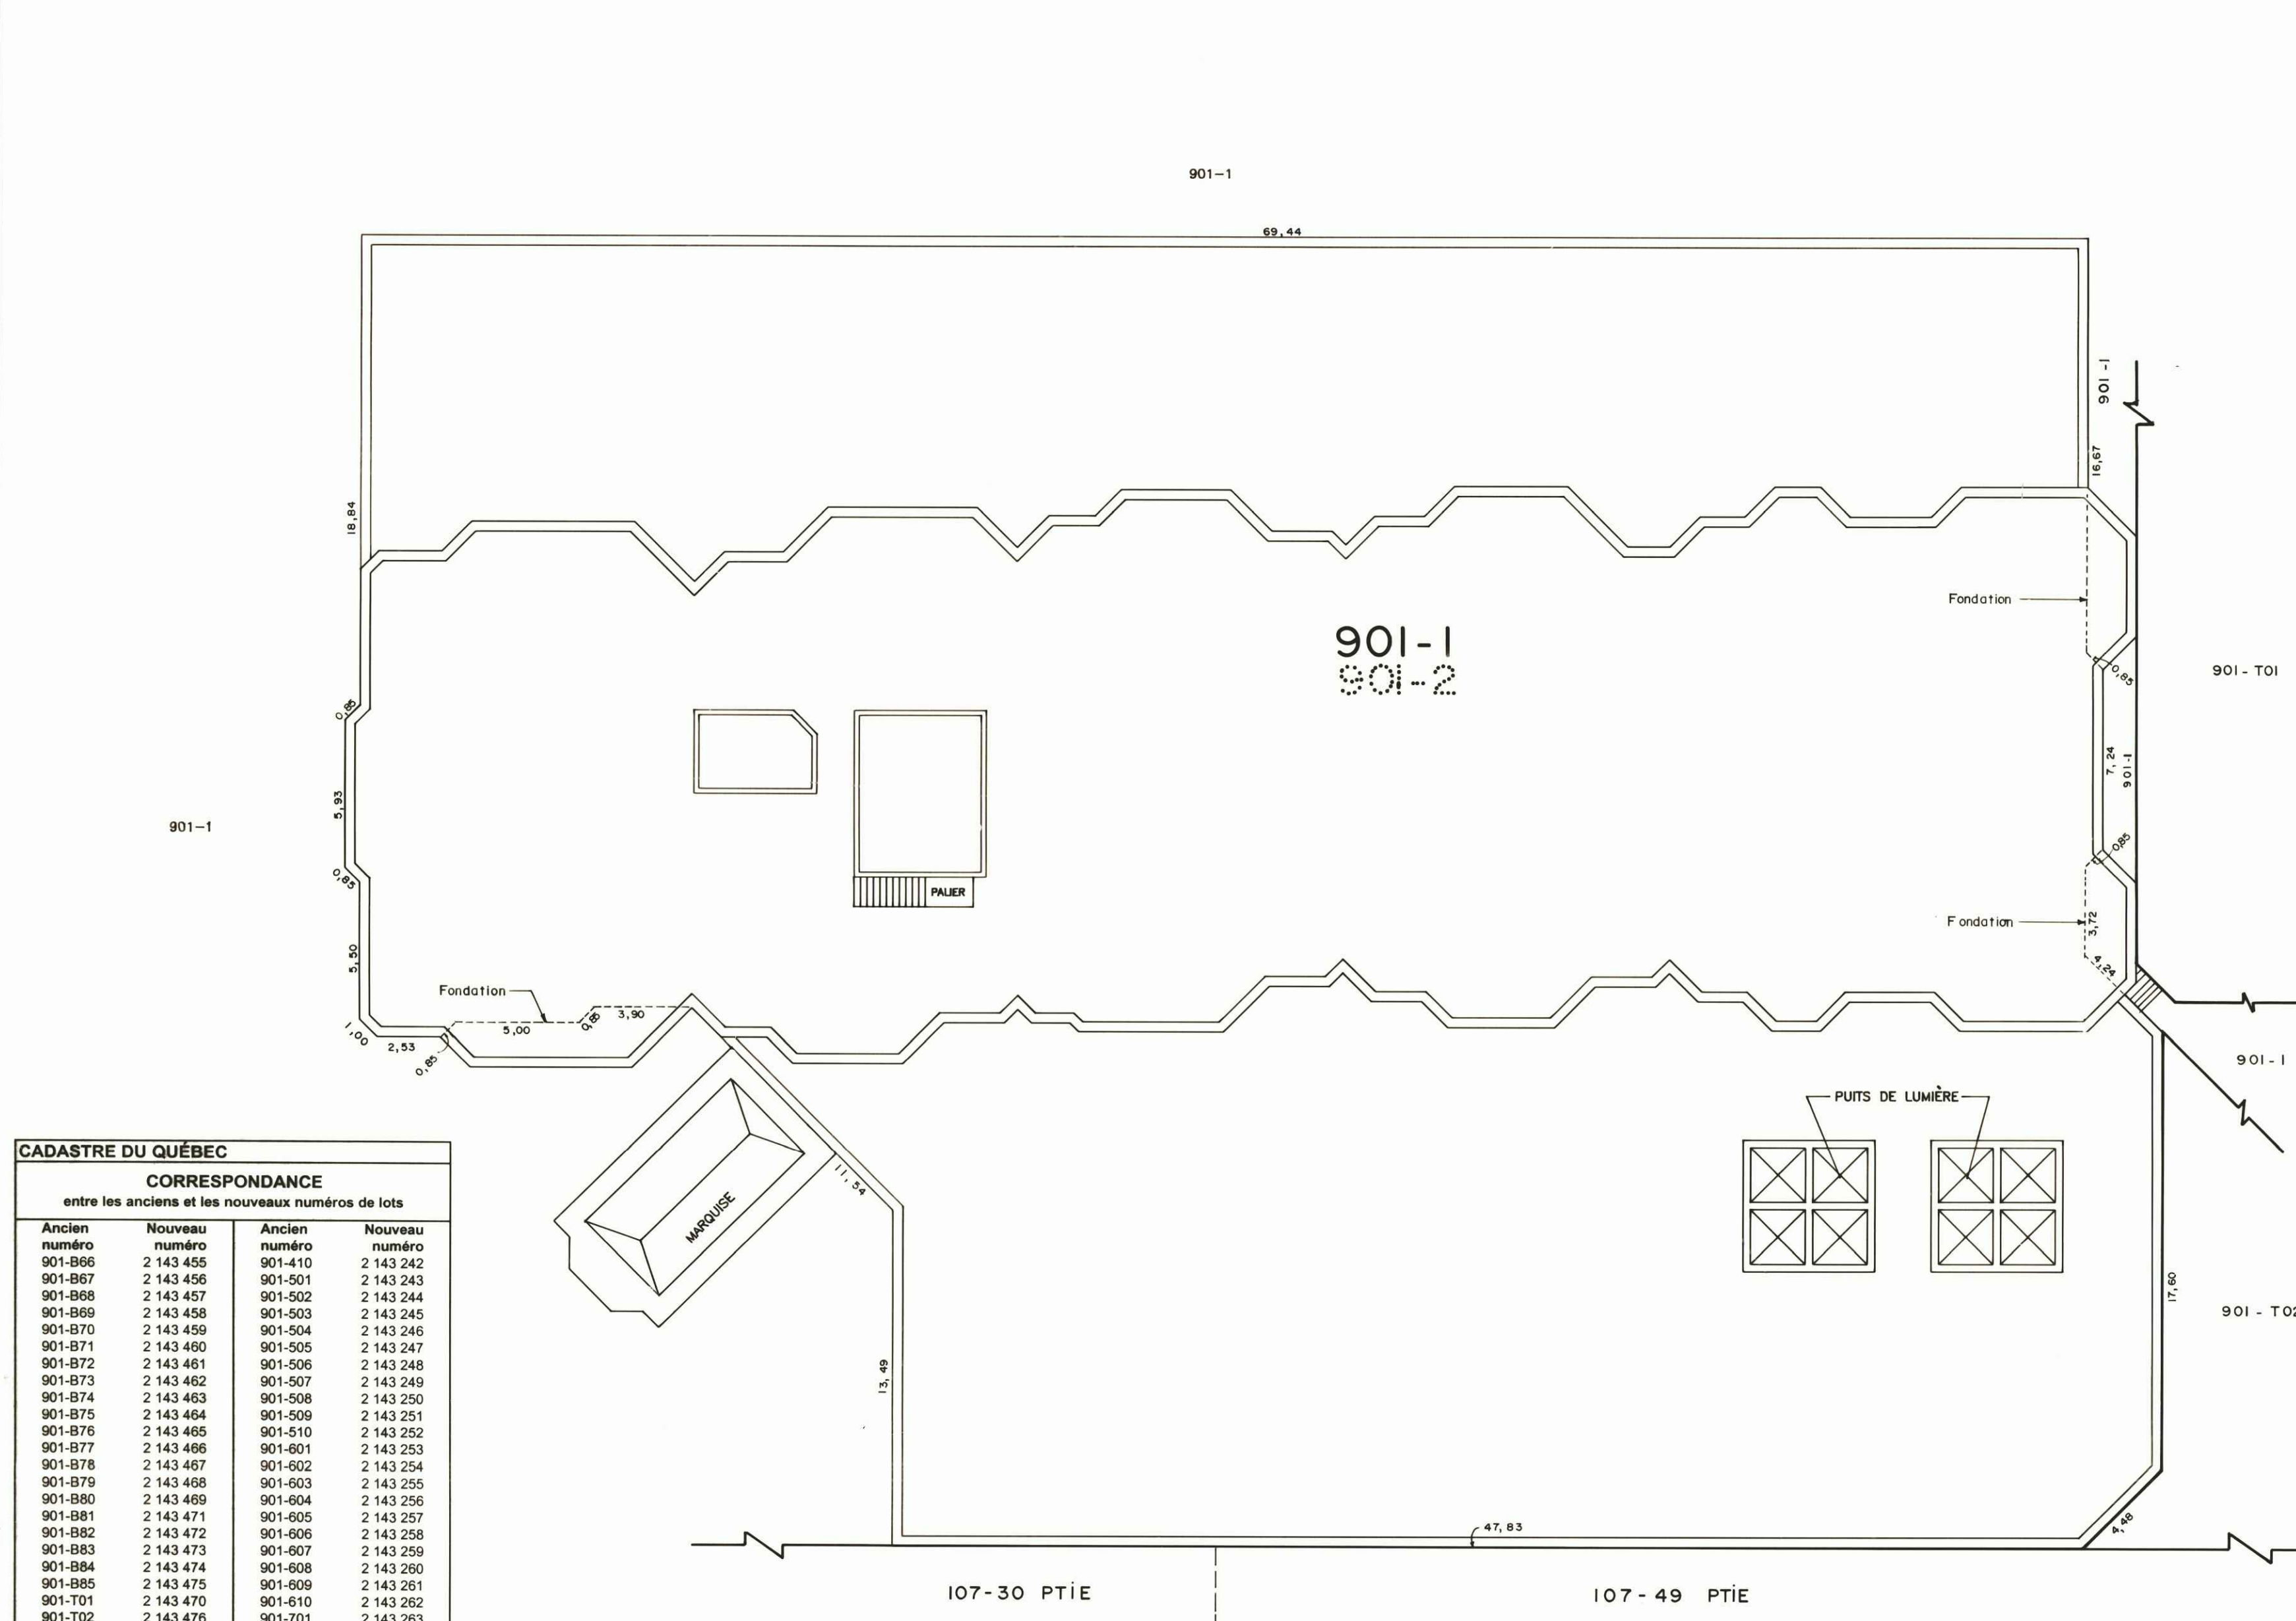 901-1
69,44
901-1
16,67
18,84
Fondation
901-1
901-2
0,85
901-T01
0,85
7,24
901-1
5,93
901-1
0,85
0,85
PALIER
Fondation
3,72
5,50
4,24
Fondation
5,00
0,85
3,90
1,00
2,53
0,85
901-1
PUITS DE LUMIÈRE
11,54
MARQUISE
17,60
901-T02
13,49
47,83
4,48
107-30 PTiE
107-49 PTiE
CADASTRE DU QUÉBEC
CORRESPONDANCE
entre les anciens et les nouveaux numéros de lots
Ancien Nouveau Ancien Nouveau
numéro numéro numéro numéro
901-B66 2 143 455 901-410 2 143 242
901-B67 2 143 456 901-501 2 143 243
901-B68 2 143 457 901-502 2 143 244
901-B69 2 143 458 901-503 2 143 245
901-B70 2 143 459 901-504 2 143 246
901-B71 2 143 460 901-505 2 143 247
901-B72 2 143 461 901-506 2 143 248
901-B73 2 143 462 901-507 2 143 249
901-B74 2 143 463 901-508 2 143 250
901-B75 2 143 464 901-509 2 143 251
901-B76 2 143 465 901-510 2 143 252
901-B77 2 143 466 901-601 2 143 253
901-B78 2 143 467 901-602 2 143 254
901-B79 2 143 468 901-603 2 143 255
901-B80 2 143 469 901-604 2 143 256
901-B81 2 143 471 901-605 2 143 257
901-B82 2 143 472 901-606 2 143 258
901-B83 2 143 473 901-607 2 143 259
901-B84 2 143 474 901-608 2 143 260
901-B85 2 143 475 901-609 2 143 261
901-T01 2 143 470 901-610 2 143 262
901-T02 2 143 476 901-701 2 143 263